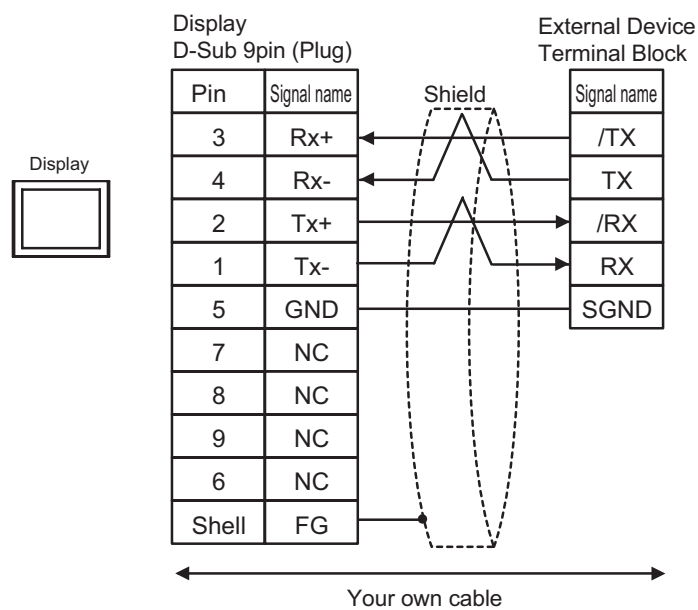 Display
D-Sub 9pin (Plug)
External Device
Terminal Block
Pin Signal name Shield Signal name
3 Rx+ /TX
4 Rx- TX
2 Tx+ /RX
1 Tx- RX
5 GND SGND
7 NC
8 NC
9 NC
6 NC
Shell FG
Display
Your own cable